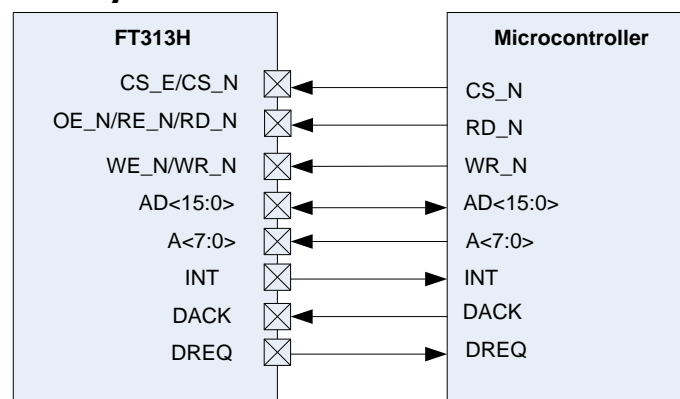 FT313H
Microcontroller
CS_E/CS_N
CS_N
OE_N/RE_N/RD_N
RD_N
WE_N/WR_N
WR_N
AD<15:0>
AD<15:0>
A<7:0>
A<7:0>
INT
INT
DACK
DACK
DREQ
DREQ